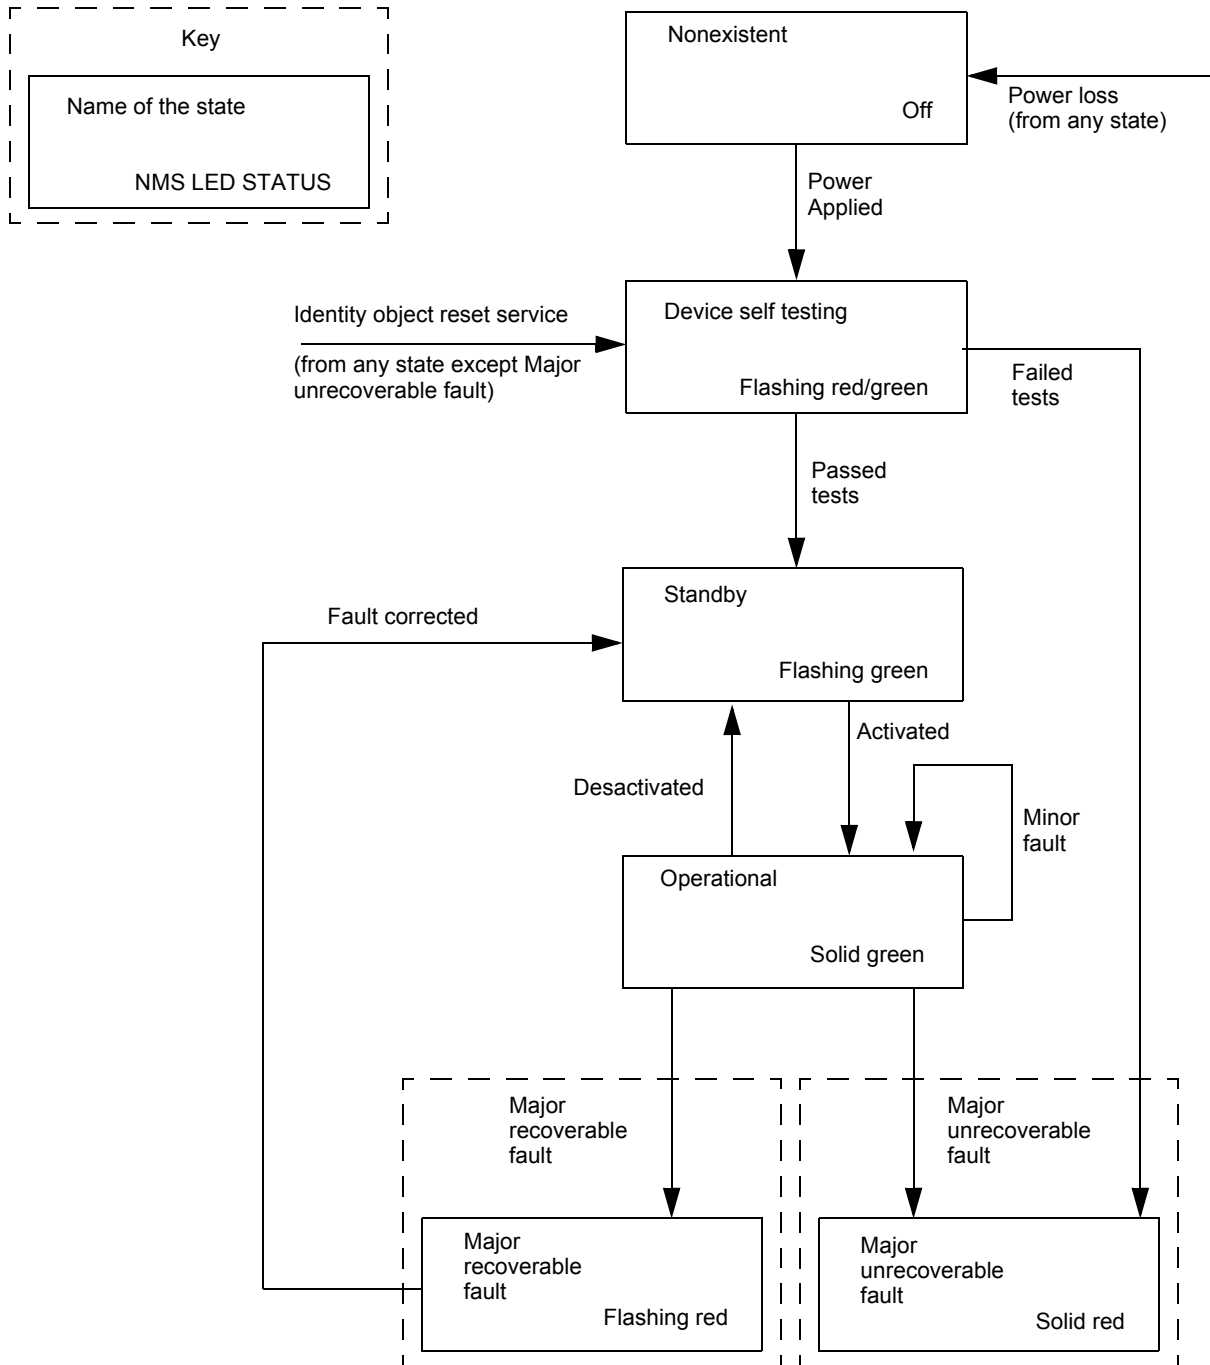 Key
Name of the state
NMS LED STATUS
Nonexistent
Off
Power loss
(from any state)
Power
Applied
Identity object reset service
(from any state except Major
unrecoverable fault)
Device self testing
Flashing red/green
Failed
tests
Passed
tests
Fault corrected
Standby
Flashing green
Activated
Desactivated
Minor
fault
Operational
Solid green
Major
recoverable
fault
Major
unrecoverable
fault
Major
recoverable
fault
Flashing red
Major
unrecoverable
fault
Solid red